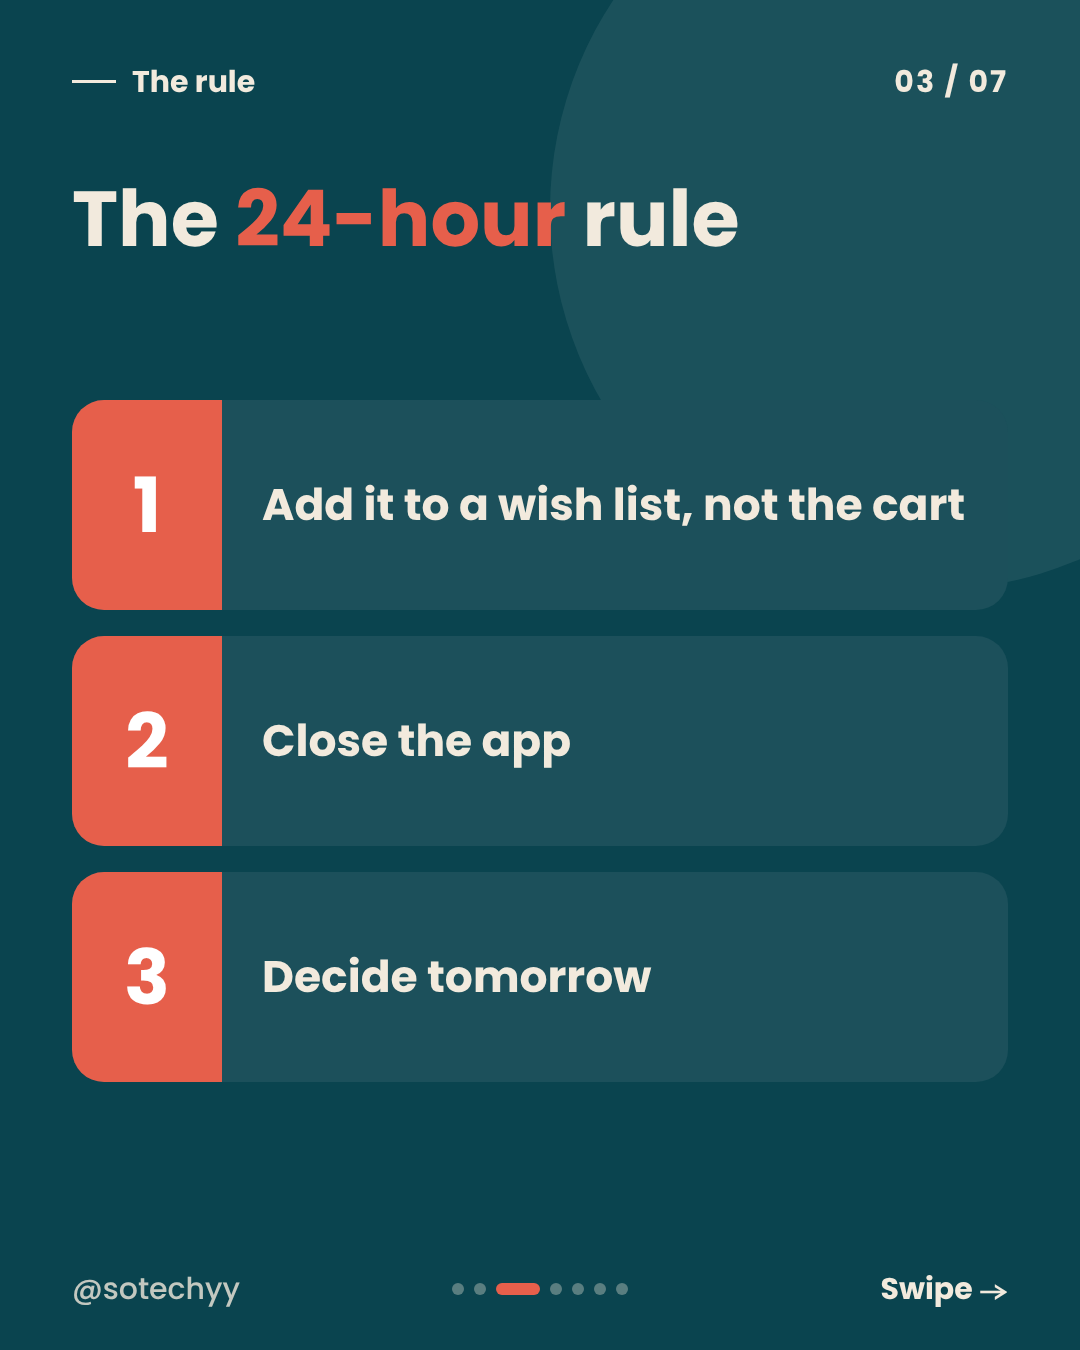 The rule
03 / 07
The 24-hour rule
1
Add it to a wish list, not the cart
2
Close the app
3
Decide tomorrow
@sotechyy
Swipe →